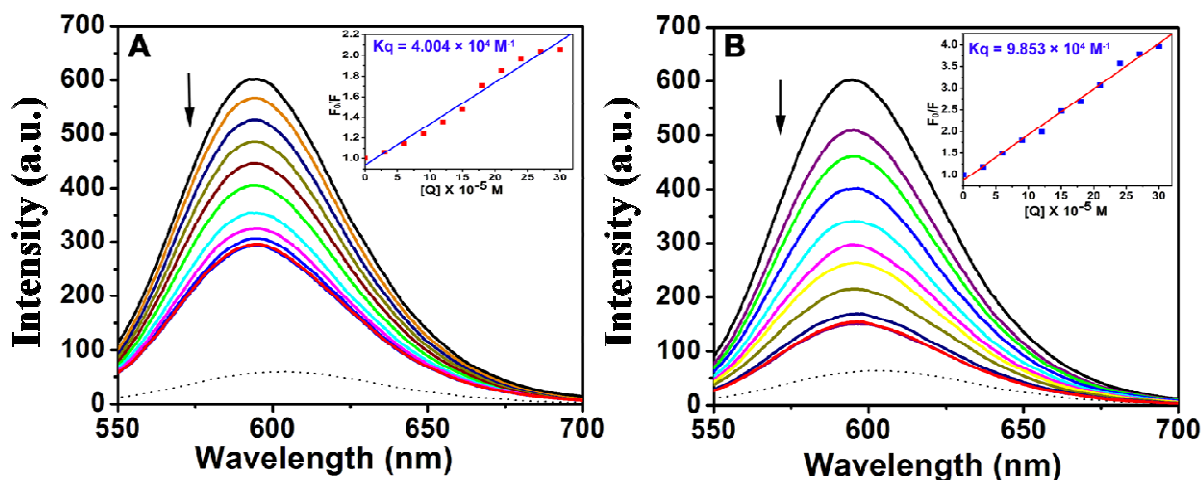 A
Kq = 4.004 × 10⁴ M⁻¹
F₀/F
2.2
2.0
1.8
1.6
1.4
1.2
1.0
0 5 10 15 20 25 30
[Q] X 10⁻⁵ M
Intensity (a.u.)
700
600
500
400
300
200
100
0
550 600 650 700
Wavelength (nm)
B
Kq = 9.853 × 10⁴ M⁻¹
F₀/F
4.0
3.5
3.0
2.5
2.0
1.5
1.0
0 5 10 15 20 25 30
[Q] X 10⁻⁵ M
Intensity (a.u.)
700
600
500
400
300
200
100
0
550 600 650 700
Wavelength (nm)